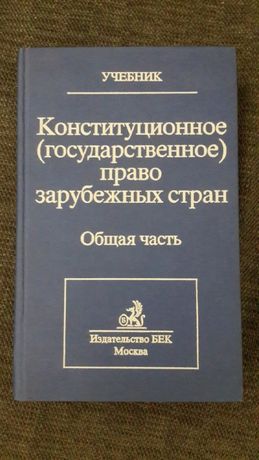 УЧЕБНИК
Конституционное
(государственное)
право
зарубежных стран
Общая часть
Б
Издательство БЕК
Москва